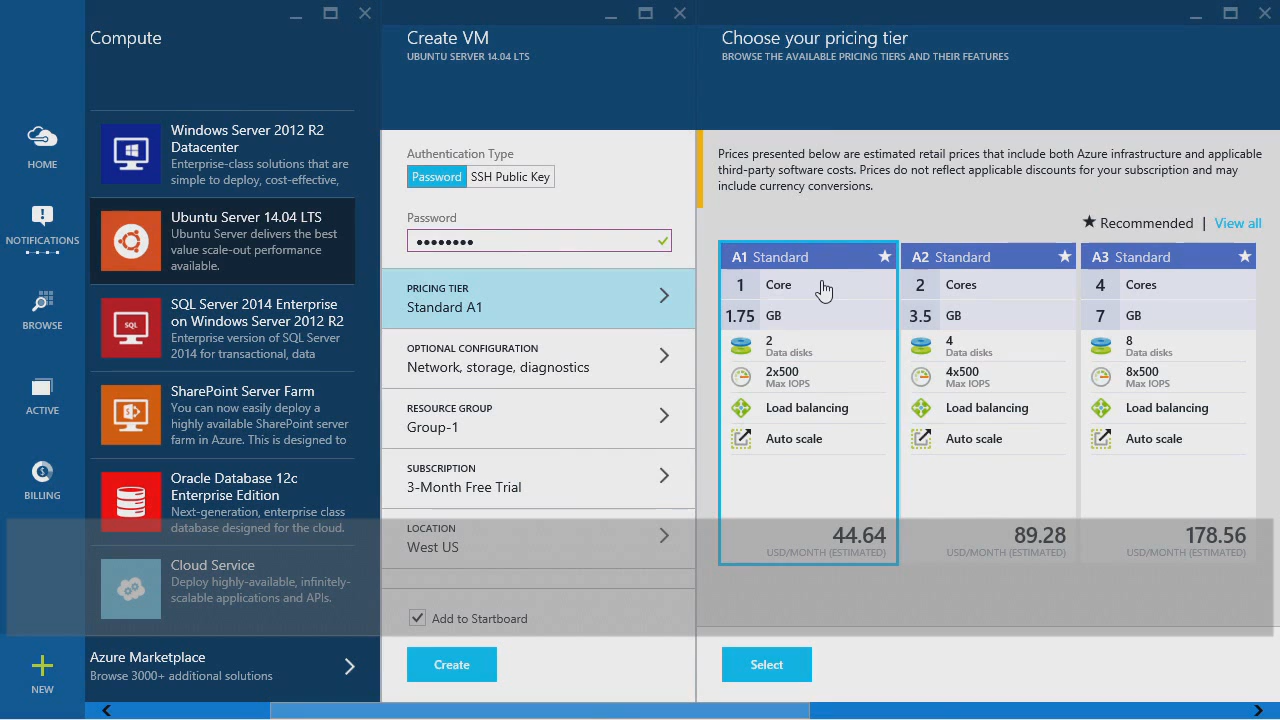 Compute
HOME
NOTIFICATIONS
BROWSE
ACTIVE
BILLING
NEW
Windows Server 2012 R2
Datacenter
Enterprise-class solutions that are
simple to deploy, cost-effective,
Ubuntu Server 14.04 LTS
Ubuntu Server delivers the best
value scale-out performance
available.
SQL
SQL Server 2014 Enterprise
on Windows Server 2012 R2
Enterprise version of SQL Server
2014 for transactional, data
SharePoint Server Farm
You can now easily deploy a
highly available SharePoint server
farm in Azure. This is designed to
Oracle Database 12c
Enterprise Edition
Next-generation, enterprise class
database designed for the cloud.
Cloud Service
Deploy highly-available, infinitely-
scalable applications and APIs.
Azure Marketplace
Browse 3000+ additional solutions
Create VM
UBUNTU SERVER 14.04 LTS
Authentication Type
Password SSH Public Key
Password
PRICING TIER
Standard A1
OPTIONAL CONFIGURATION
Network, storage, diagnostics
RESOURCE GROUP
Group-1
SUBSCRIPTION
3-Month Free Trial
LOCATION
West US
Add to Startboard
Create
Choose your pricing tier
BROWSE THE AVAILABLE PRICING TIERS AND THEIR FEATURES
Prices presented below are estimated retail prices that include both Azure infrastructure and applicable
third-party software costs. Prices do not reflect applicable discounts for your subscription and may
include currency conversions.
★ Recommended | View all
A1 Standard
1 Core
1.75 GB
2
Data disks
2x500
Max IOPS
Load balancing
Auto scale
44.64
USD/MONTH (ESTIMATED)
A2 Standard
2 Cores
3.5 GB
4
Data disks
4x500
Max IOPS
Load balancing
Auto scale
89.28
USD/MONTH (ESTIMATED)
A3 Standard
4 Cores
7 GB
8
Data disks
8x500
Max IOPS
Load balancing
Auto scale
178.56
USD/MONTH (ESTIMATED)
Select